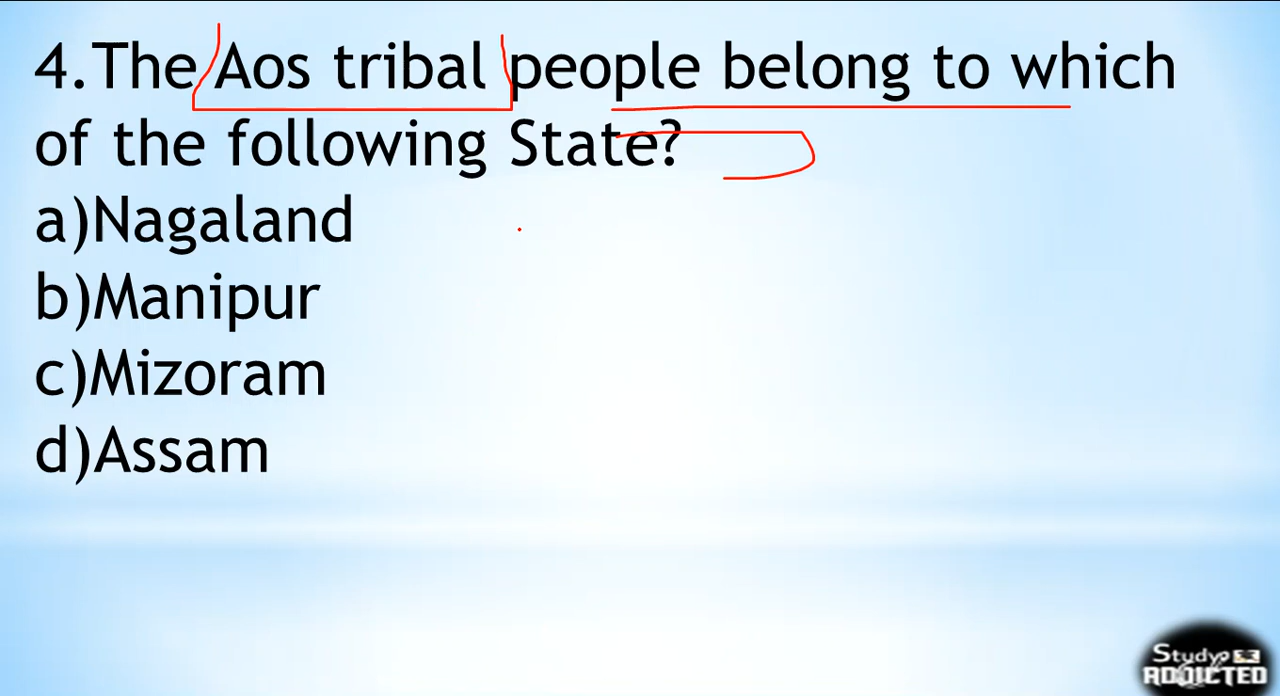 4.The Aos tribal people belong to which
of the following State?
a)Nagaland
b)Manipur
c)Mizoram
d)Assam
Study
ADDICTED